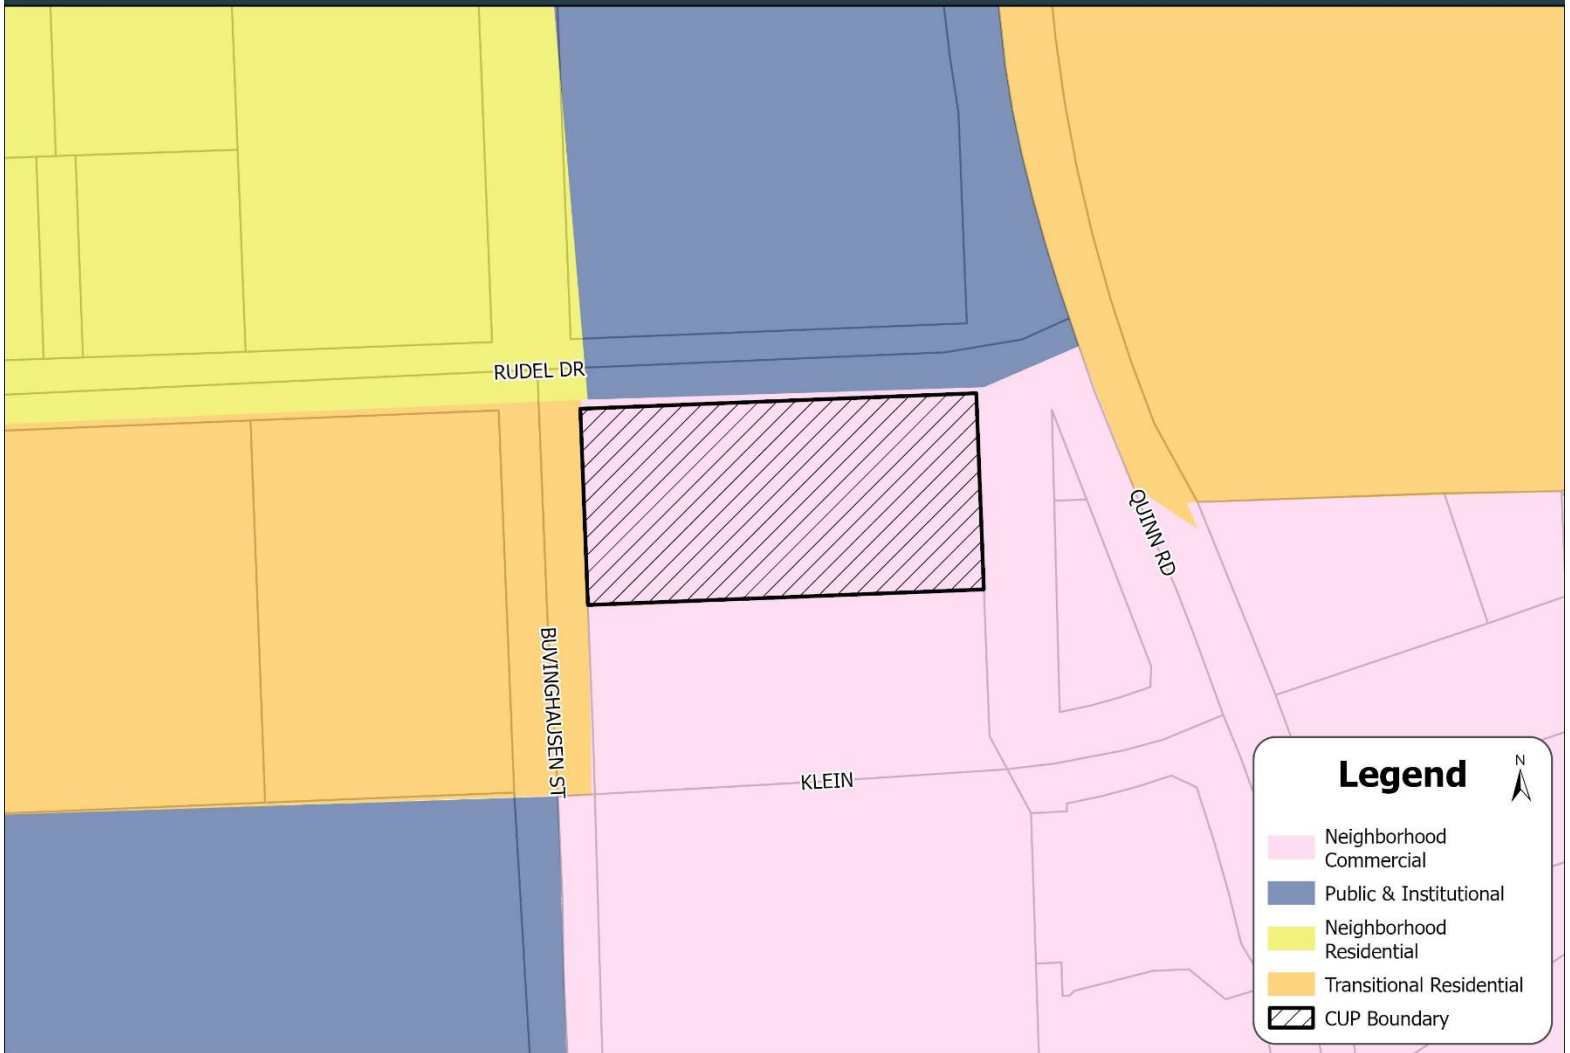 RUDEL DR
QUINN RD
BUVINGHAUSEN ST
KLEIN
Legend
N
Neighborhood
Commercial
Public & Institutional
Neighborhood
Residential
Transitional Residential
CUP Boundary